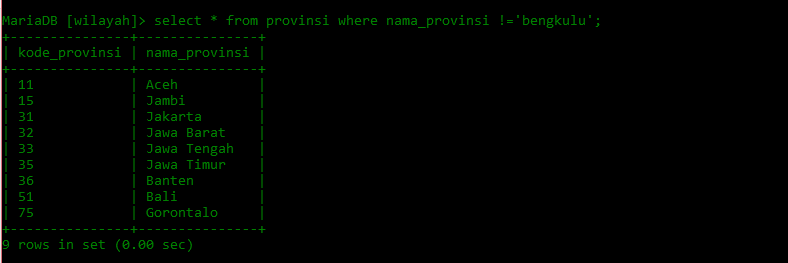 MariaDB [wilayah]> select * from provinsi where nama_provinsi !='bengkulu';
+---------------+---------------+
| kode_provinsi | nama_provinsi |
+---------------+---------------+
| 11            | Aceh          |
| 15            | Jambi         |
| 31            | Jakarta       |
| 32            | Jawa Barat    |
| 33            | Jawa Tengah   |
| 35            | Jawa Timur    |
| 36            | Banten        |
| 51            | Bali          |
| 75            | Gorontalo     |
+---------------+---------------+
9 rows in set (0.00 sec)